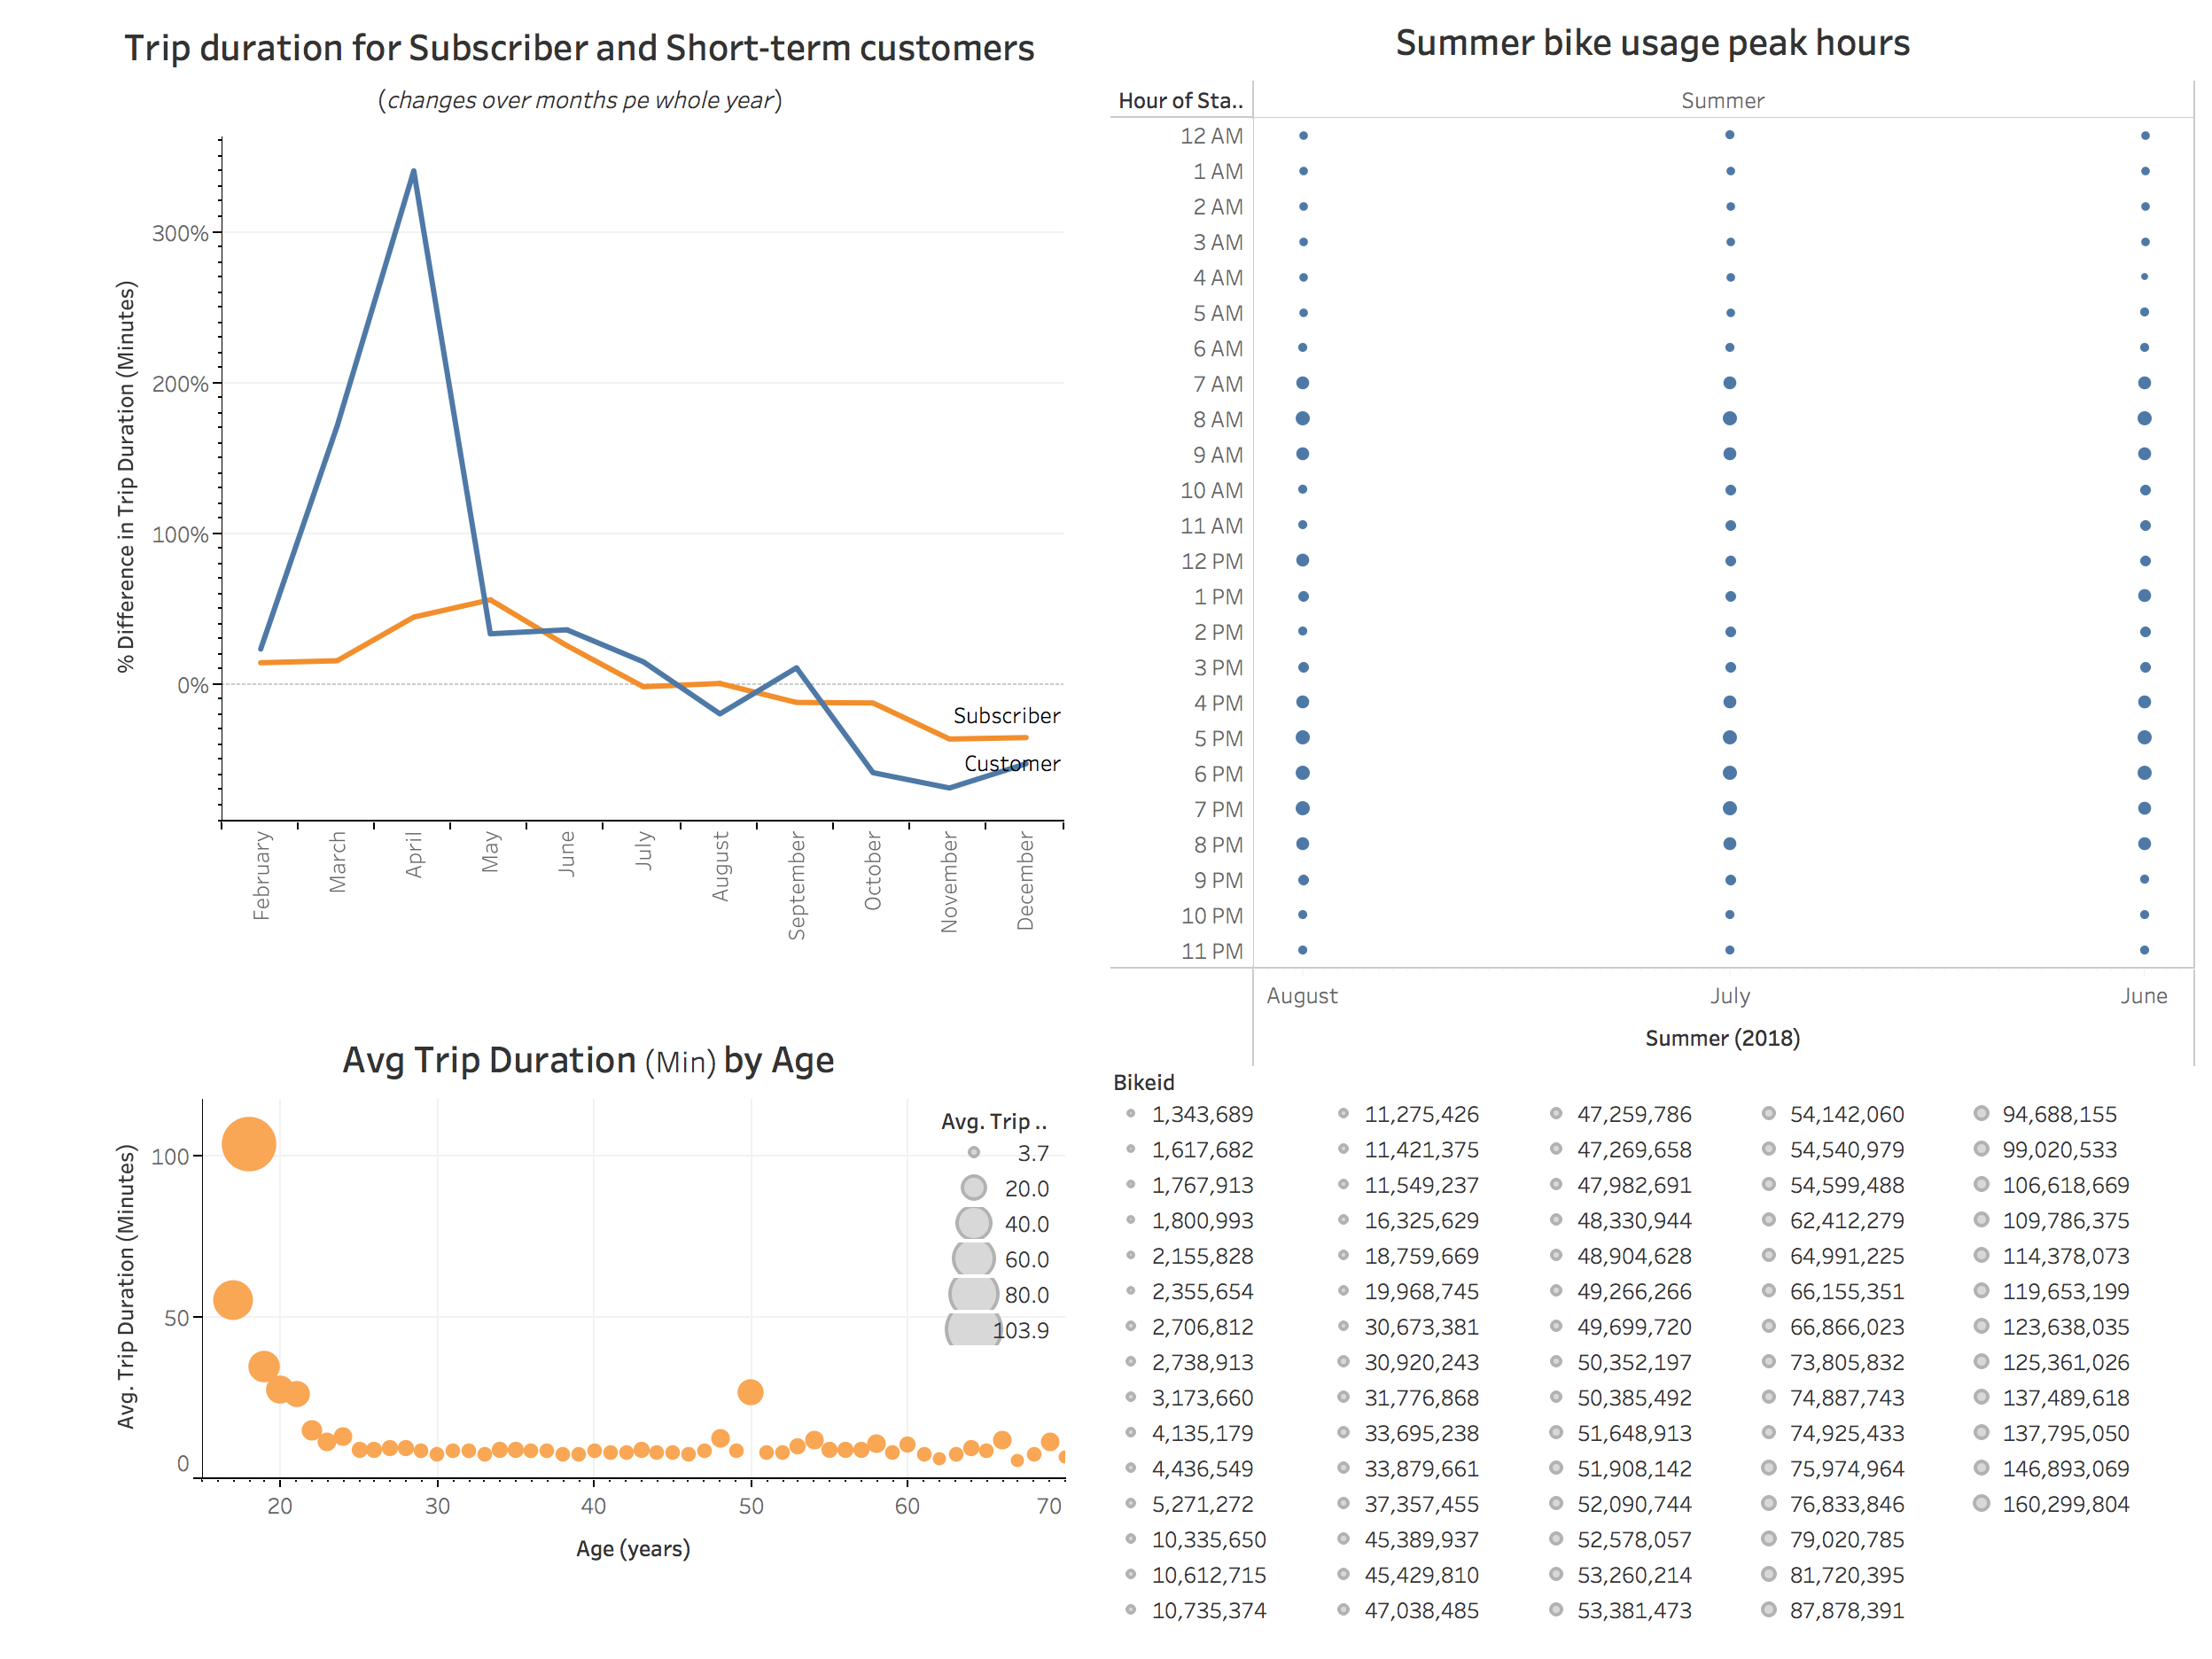 Trip duration for Subscriber and Short-term customers
(changes over months pe whole year)
% Difference in Trip Duration (Minutes)
300%
200%
100%
0%
Subscriber
Customer
February
March
April
May
June
July
August
September
October
November
December
Summer bike usage peak hours
Hour of Sta..
Summer
12 AM
1 AM
2 AM
3 AM
4 AM
5 AM
6 AM
7 AM
8 AM
9 AM
10 AM
11 AM
12 PM
1 PM
2 PM
3 PM
4 PM
5 PM
6 PM
7 PM
8 PM
9 PM
10 PM
11 PM
August
July
June
Summer (2018)
Avg Trip Duration (Min) by Age
Avg. Trip Duration (Minutes)
100
50
0
20
30
40
50
60
70
Age (years)
Avg. Trip ..
3.7
20.0
40.0
60.0
80.0
103.9
Bikeid
1,343,689
1,617,682
1,767,913
1,800,993
2,155,828
2,355,654
2,706,812
2,738,913
3,173,660
4,135,179
4,436,549
5,271,272
10,335,650
10,612,715
10,735,374
11,275,426
11,421,375
11,549,237
16,325,629
18,759,669
19,968,745
30,673,381
30,920,243
31,776,868
33,695,238
33,879,661
37,357,455
45,389,937
45,429,810
47,038,485
47,259,786
47,269,658
47,982,691
48,330,944
48,904,628
49,266,266
49,699,720
50,352,197
50,385,492
51,648,913
51,908,142
52,090,744
52,578,057
53,260,214
53,381,473
54,142,060
54,540,979
54,599,488
62,412,279
64,991,225
66,155,351
66,866,023
73,805,832
74,887,743
74,925,433
75,974,964
76,833,846
79,020,785
81,720,395
87,878,391
94,688,155
99,020,533
106,618,669
109,786,375
114,378,073
119,653,199
123,638,035
125,361,026
137,489,618
137,795,050
146,893,069
160,299,804